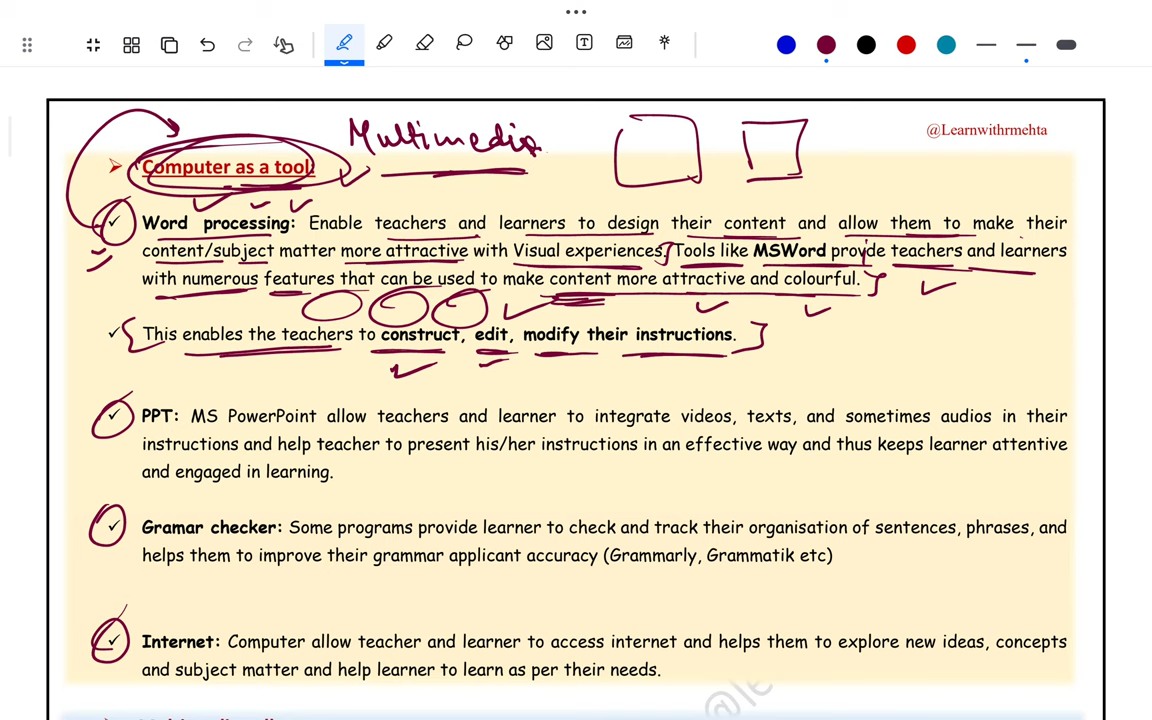 Multimedia
@Learnwithrmehta
Computer as a tool:
Word processing: Enable teachers and learners to design their content and allow them to make their
content/subject matter more attractive with Visual experiences. Tools like MSWord provide teachers and learners
with numerous features that can be used to make content more attractive and colourful.
This enables the teachers to construct, edit, modify their instructions.
PPT: MS PowerPoint allow teachers and learner to integrate videos, texts, and sometimes audios in their
instructions and help teacher to present his/her instructions in an effective way and thus keeps learner attentive
and engaged in learning.
Gramar checker: Some programs provide learner to check and track their organisation of sentences, phrases, and
helps them to improve their grammar applicant accuracy (Grammarly, Grammatik etc)
Internet: Computer allow teacher and learner to access internet and helps them to explore new ideas, concepts
and subject matter and help learner to learn as per their needs.